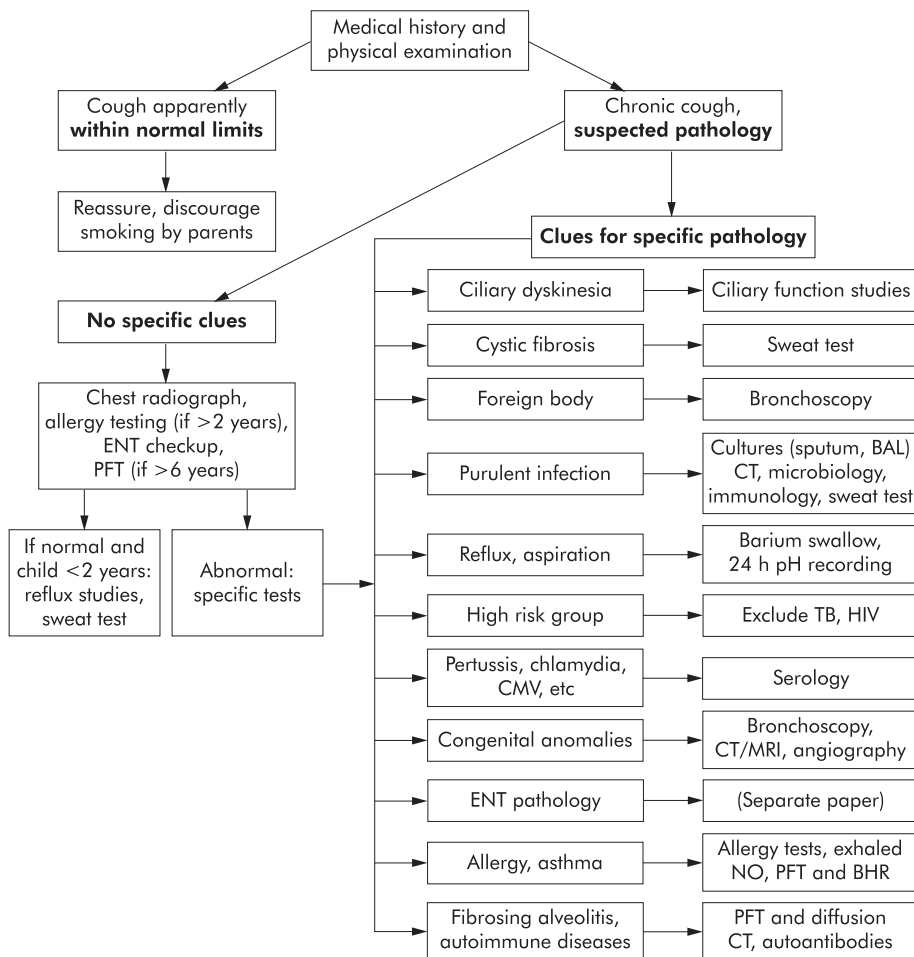 Medical history and
physical examination
Cough apparently
within normal limits
Chronic cough,
suspected pathology
Reassure, discourage
smoking by parents
Clues for specific pathology
No specific clues
Chest radiograph,
allergy testing (if >2 years),
ENT checkup,
PFT (if >6 years)
If normal and
child <2 years:
reflux studies,
sweat test
Abnormal:
specific tests
Ciliary dyskinesia
Ciliary function studies
Cystic fibrosis
Sweat test
Foreign body
Bronchoscopy
Purulent infection
Cultures (sputum, BAL)
CT, microbiology,
immunology, sweat test
Reflux, aspiration
Barium swallow,
24 h pH recording
High risk group
Exclude TB, HIV
Pertussis, chlamydia,
CMV, etc
Serology
Congenital anomalies
Bronchoscopy,
CT/MRI, angiography
ENT pathology
(Separate paper)
Allergy, asthma
Allergy tests, exhaled
NO, PFT and BHR
Fibrosing alveolitis,
autoimmune diseases
PFT and diffusion
CT, autoantibodies